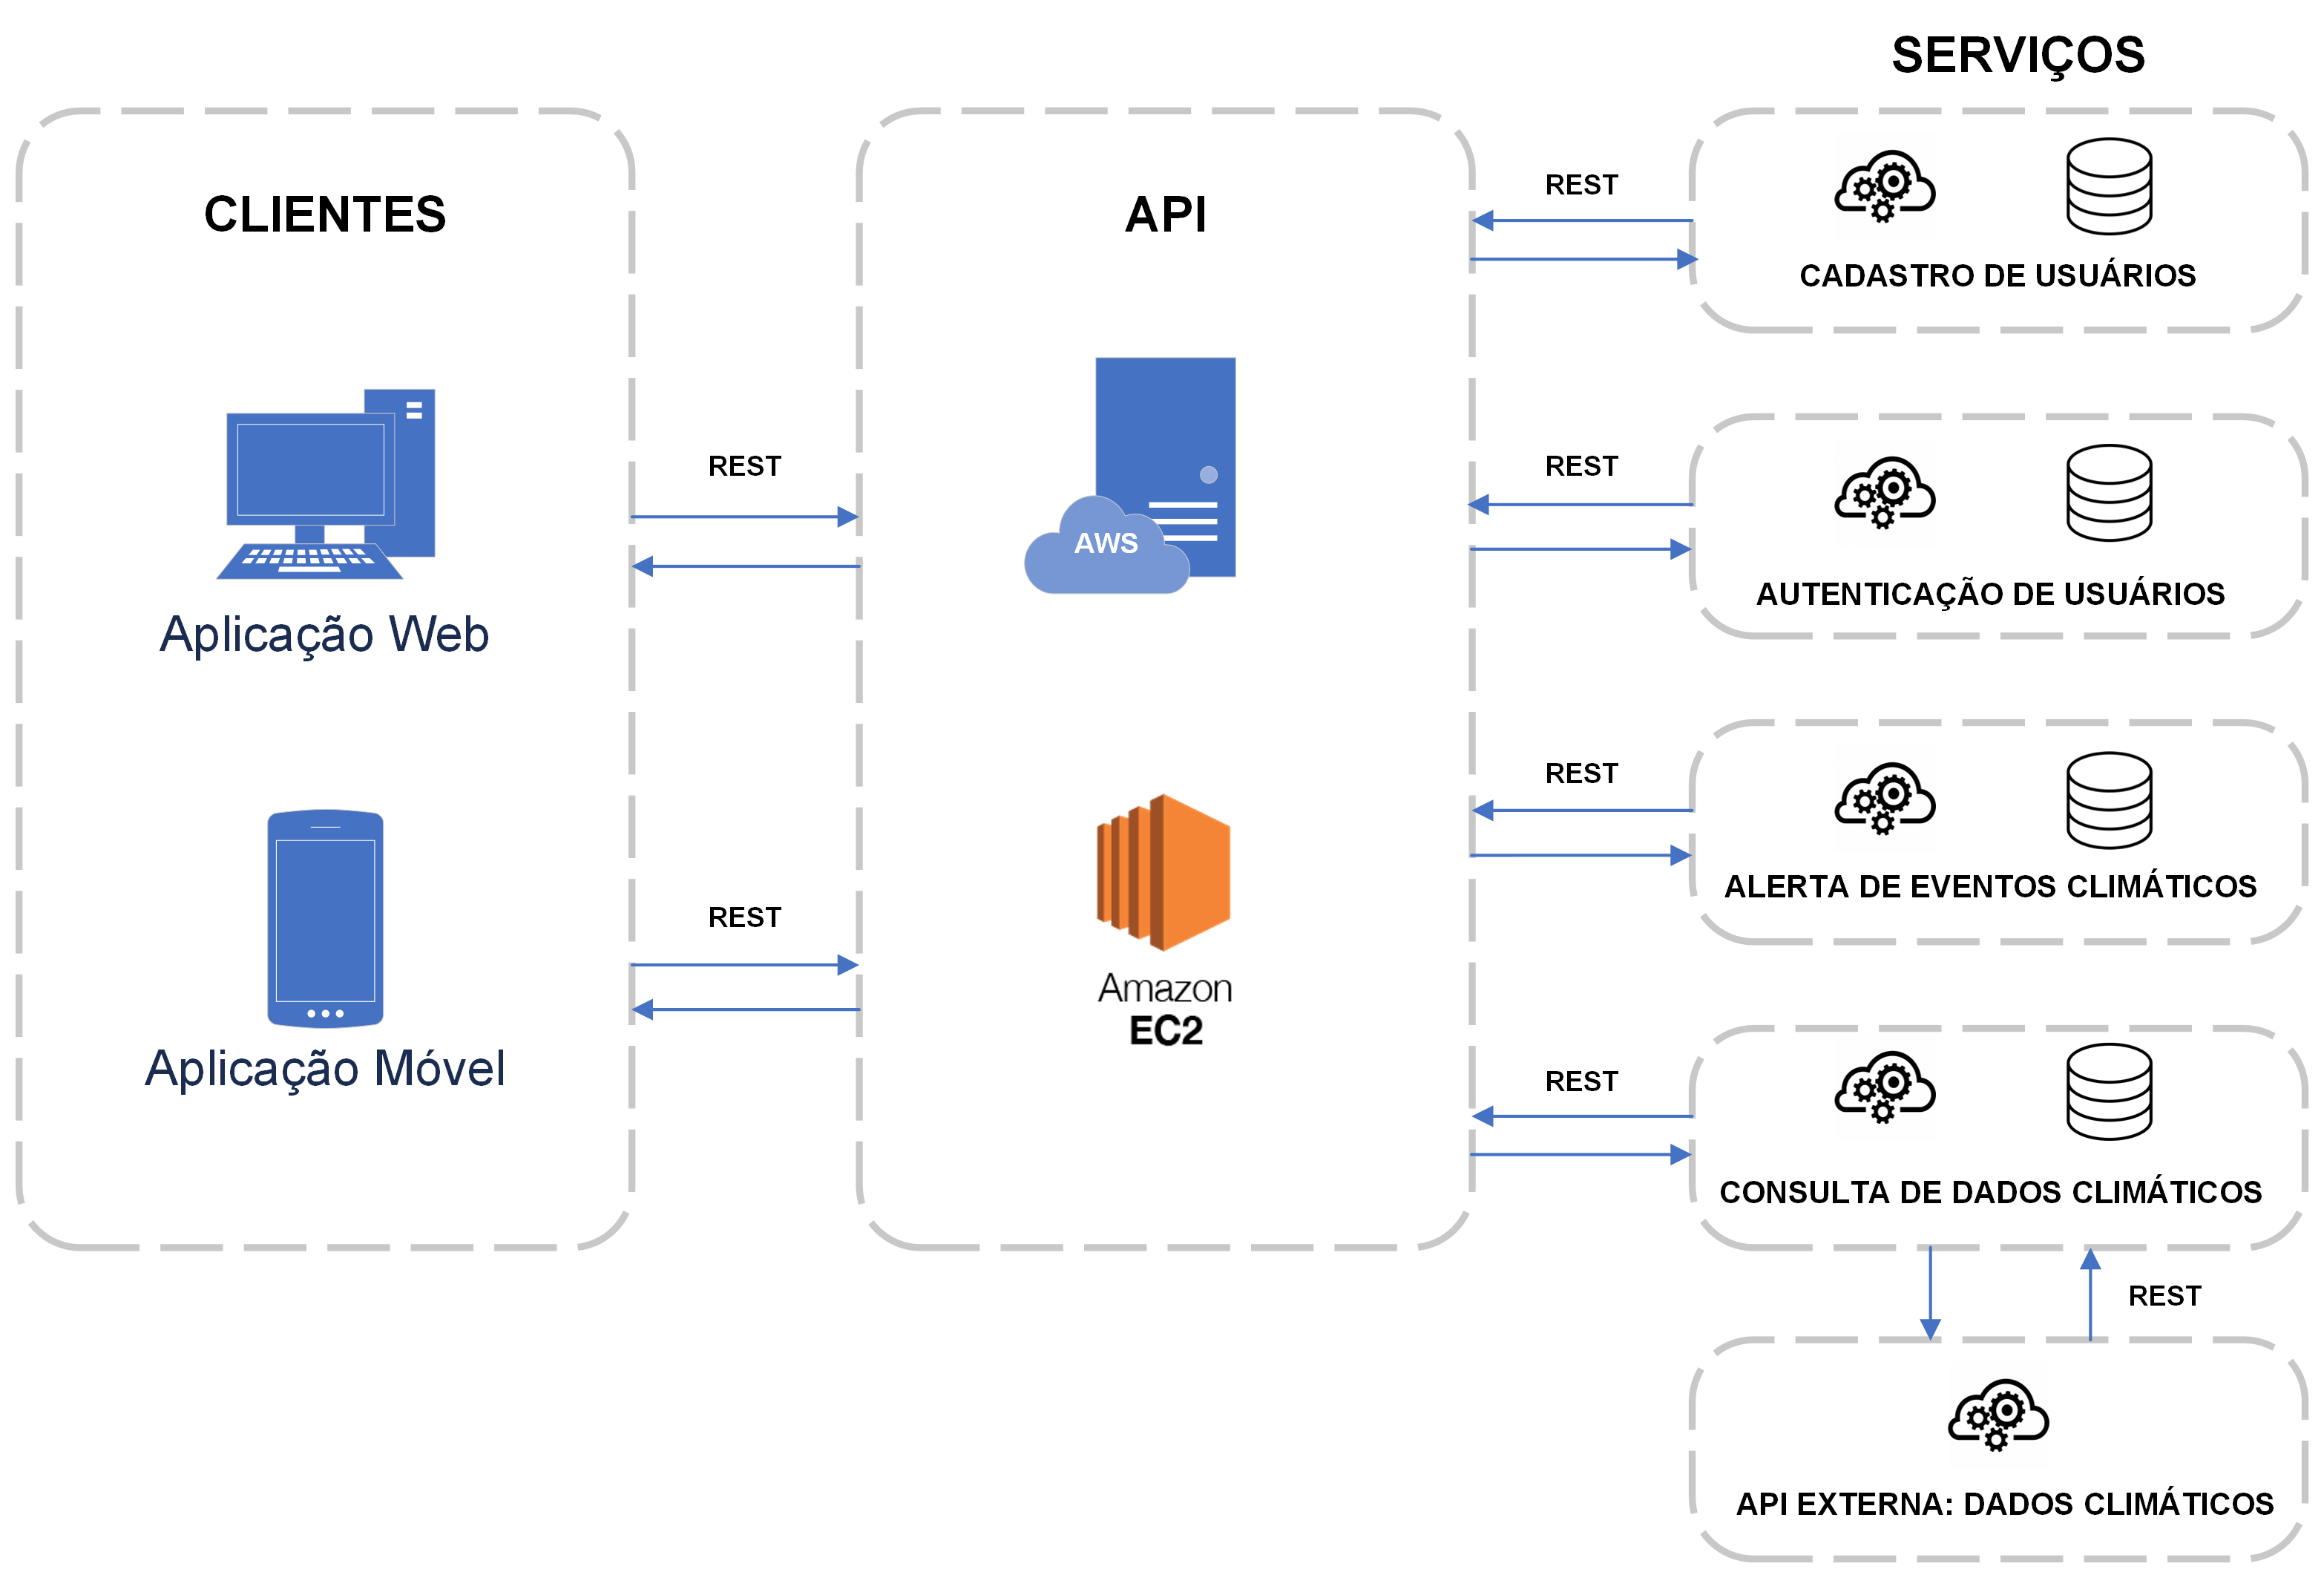 CLIENTES
Aplicação Web
Aplicação Móvel
REST
REST
API
AWS
Amazon
EC2
SERVIÇOS
REST
CADASTRO DE USUÁRIOS
REST
AUTENTICAÇÃO DE USUÁRIOS
REST
ALERTA DE EVENTOS CLIMÁTICOS
REST
CONSULTA DE DADOS CLIMÁTICOS
REST
API EXTERNA: DADOS CLIMÁTICOS